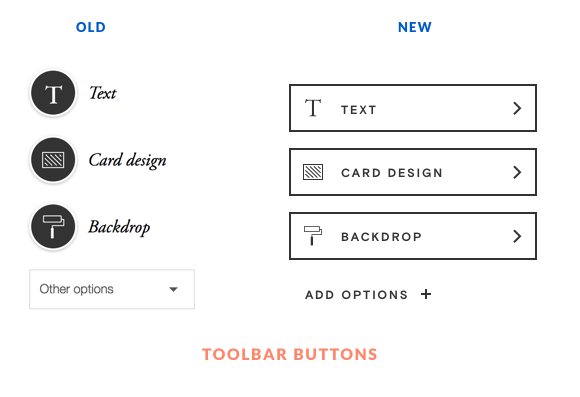 OLD
NEW
T Text
T TEXT
Card design
CARD DESIGN
Backdrop
BACKDROP
Other options
ADD OPTIONS +
TOOLBAR BUTTONS